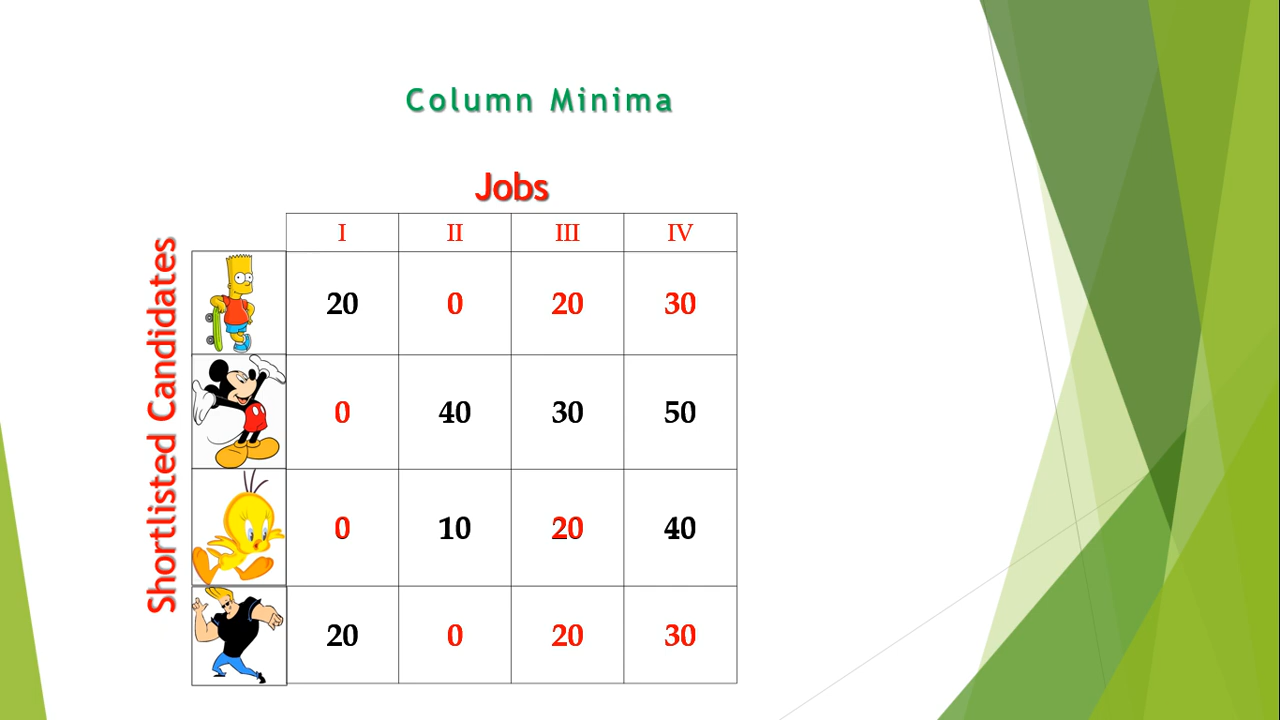 Column Minima
Jobs
Shortlisted Candidates
I II III IV
20 0 20 30
0 40 30 50
0 10 20 40
20 0 20 30